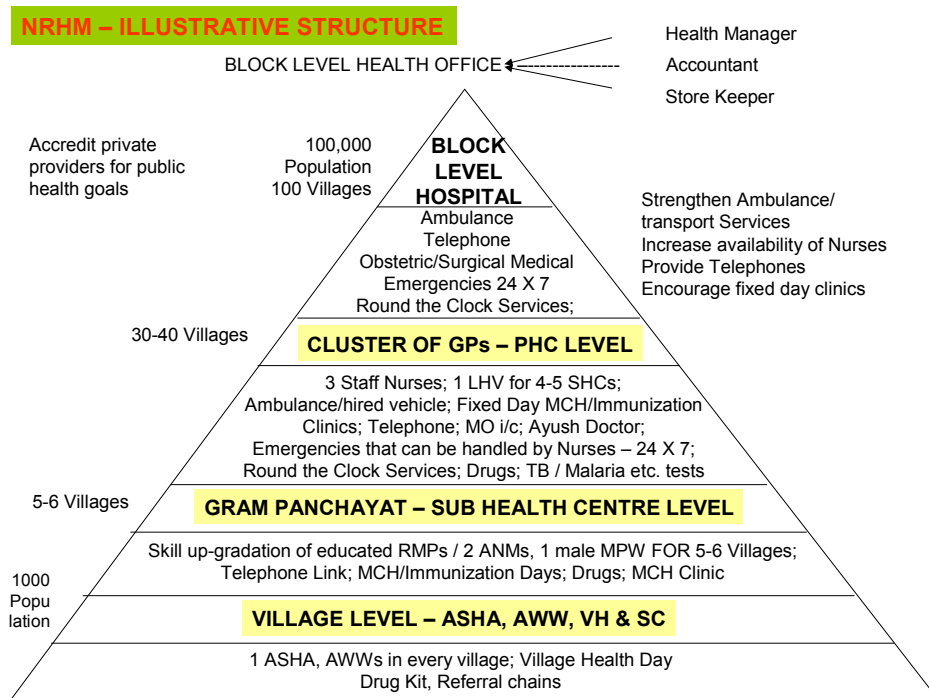 NRHM – ILLUSTRATIVE STRUCTURE
BLOCK LEVEL HEALTH OFFICE
Health Manager
Accountant
Store Keeper
Accredit private
providers for public
health goals
100,000
Population
100 Villages
BLOCK
LEVEL
HOSPITAL
Ambulance
Telephone
Obstetric/Surgical Medical
Emergencies 24 X 7
Round the Clock Services;
Strengthen Ambulance/
transport Services
Increase availability of Nurses
Provide Telephones
Encourage fixed day clinics
30-40 Villages
CLUSTER OF GPs – PHC LEVEL
3 Staff Nurses; 1 LHV for 4-5 SHCs;
Ambulance/hired vehicle; Fixed Day MCH/Immunization
Clinics; Telephone; MO i/c; Ayush Doctor;
Emergencies that can be handled by Nurses – 24 X 7;
Round the Clock Services; Drugs; TB / Malaria etc. tests
5-6 Villages
GRAM PANCHAYAT – SUB HEALTH CENTRE LEVEL
Skill up-gradation of educated RMPs / 2 ANMs, 1 male MPW FOR 5-6 Villages;
Telephone Link; MCH/Immunization Days; Drugs; MCH Clinic
1000
Popu
lation
VILLAGE LEVEL – ASHA, AWW, VH & SC
1 ASHA, AWWs in every village; Village Health Day
Drug Kit, Referral chains